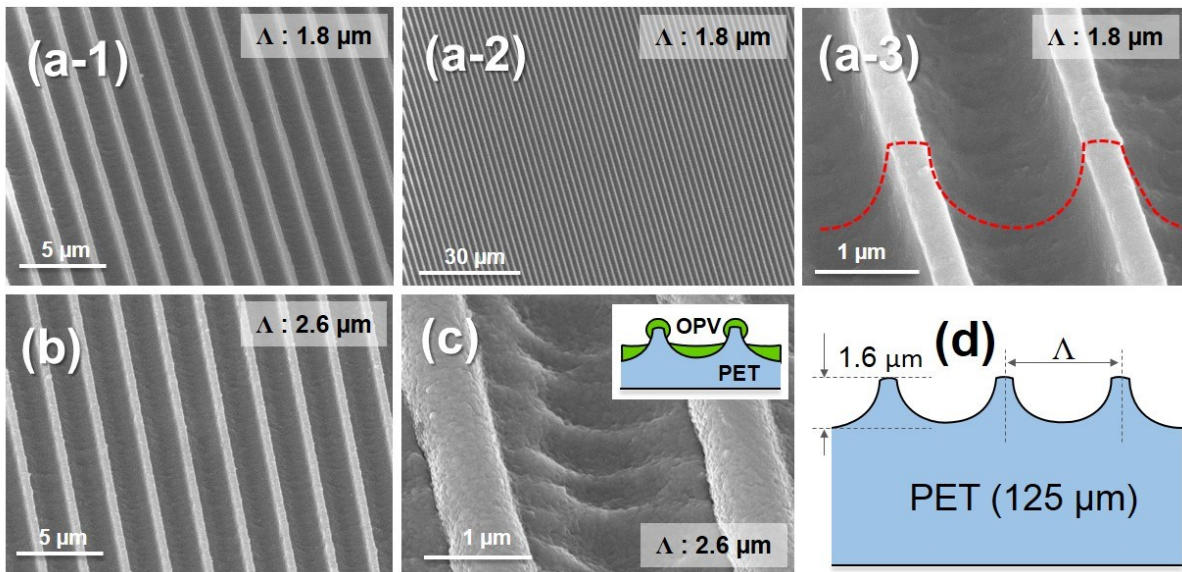 (a-1)
Λ : 1.8 μm
5 μm
(a-2)
Λ : 1.8 μm
30 μm
(a-3)
Λ : 1.8 μm
1 μm
(b)
Λ : 2.6 μm
5 μm
(c)
OPV
PET
1 μm
Λ : 2.6 μm
(d)
1.6 μm
Λ
PET (125 μm)